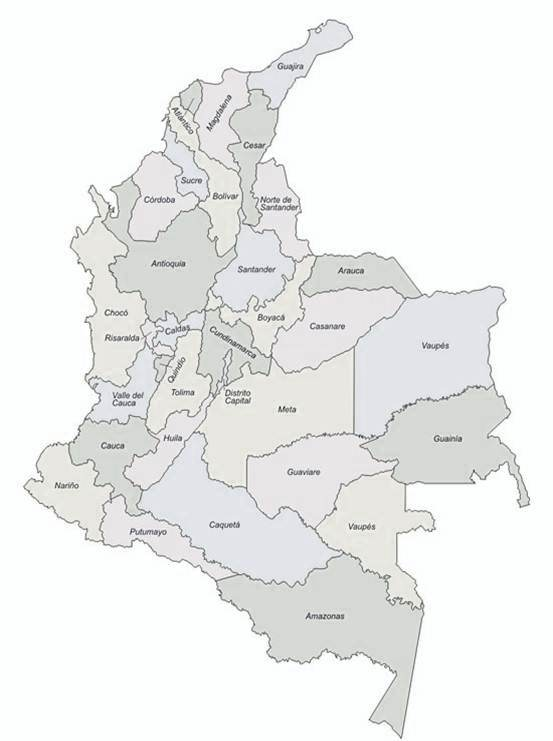 Guajira
Magdalena
Atlántico
Cesar
Sucre
Córdoba
Bolívar
Norte de
Santander
Antioquia
Santander
Arauca
Chocó
Boyacá
Casanare
Risaralda
Caldas
Cundinamarca
Vaupés
Quindío
Valle del
Cauca
Tolima
Distrito
Capital
Meta
Huila
Cauca
Guainía
Guaviare
Nariño
Putumayo
Caquetá
Vaupés
Amazonas